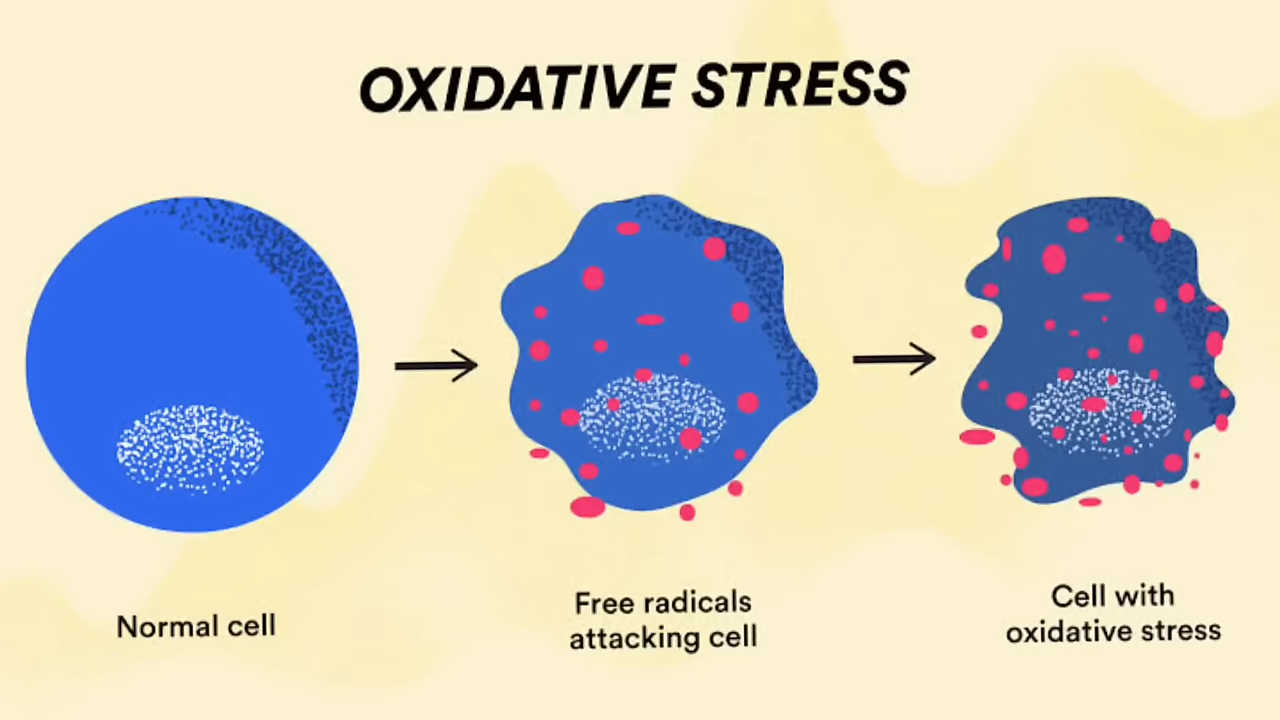 OXIDATIVE STRESS
Normal cell
Free radicals
attacking cell
Cell with
oxidative stress